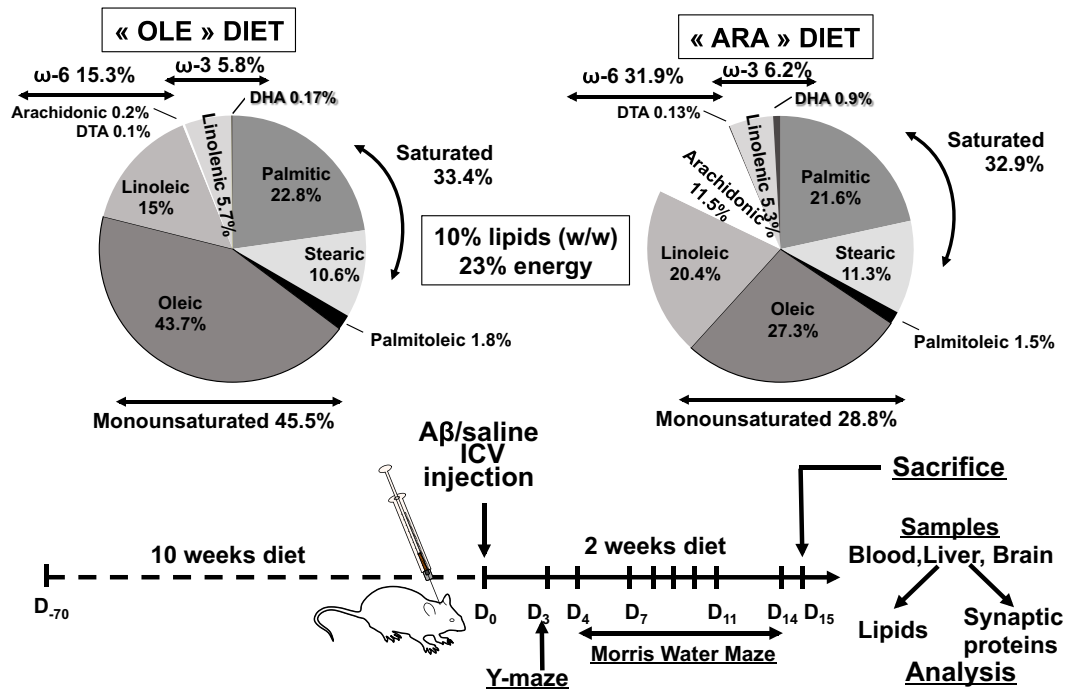 « OLE » DIET
ω-6 15.3%
ω-3 5.8%
Arachidonic 0.2%
DTA 0.1%
DHA 0.17%
Linolenic 5.7%
Palmitic
22.8%
Linoleic
15%
Stearic
10.6%
Oleic
43.7%
Saturated
33.4%
Palmitoleic 1.8%
Monounsaturated 45.5%
10% lipids (w/w)
23% energy
« ARA » DIET
ω-6 31.9%
ω-3 6.2%
DTA 0.13%
DHA 0.9%
Linolenic 5.3%
Arachidonic
11.5%
Palmitic
21.6%
Linoleic
20.4%
Stearic
11.3%
Oleic
27.3%
Saturated
32.9%
Palmitoleic 1.5%
Monounsaturated 28.8%
Aβ/saline
ICV
injection
10 weeks diet
2 weeks diet
Sacrifice
D-70
D0
D3
D4
D7
D11
D14
D15
Y-maze
Morris Water Maze
Samples
Blood,Liver, Brain
Lipids
Synaptic
proteins
Analysis